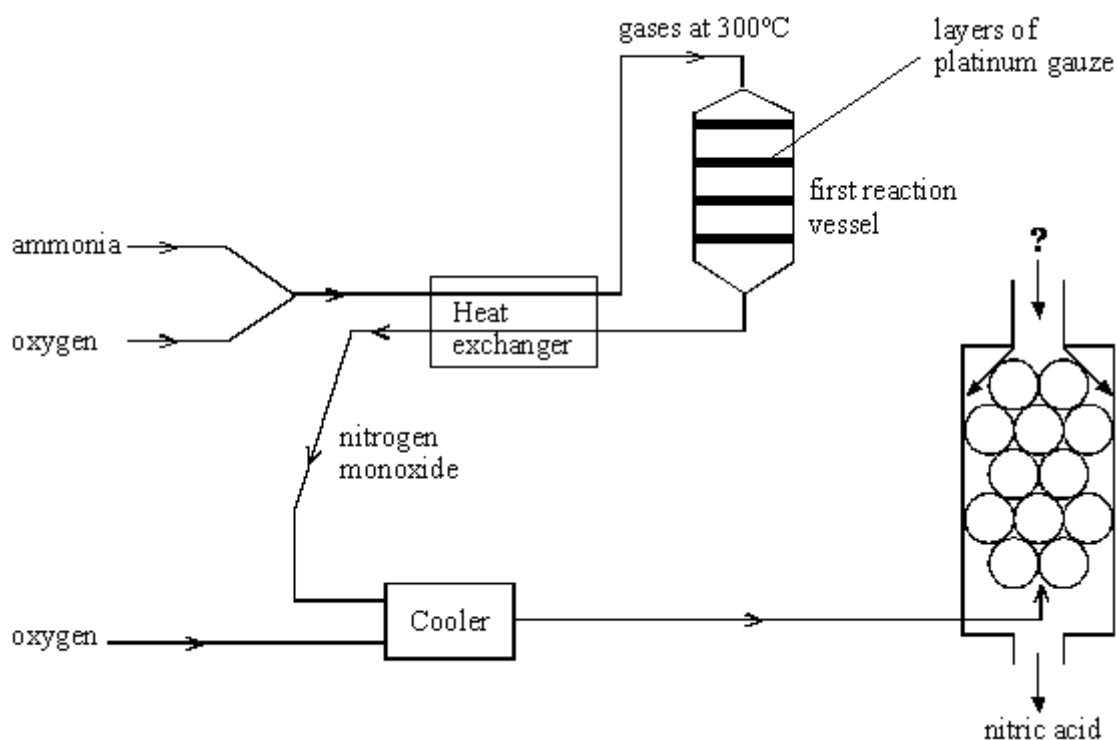 gases at 300°C
layers of
platinum gauze
first reaction
vessel
ammonia
?
Heat
exchanger
oxygen
nitrogen
monoxide
Cooler
oxygen
nitric acid